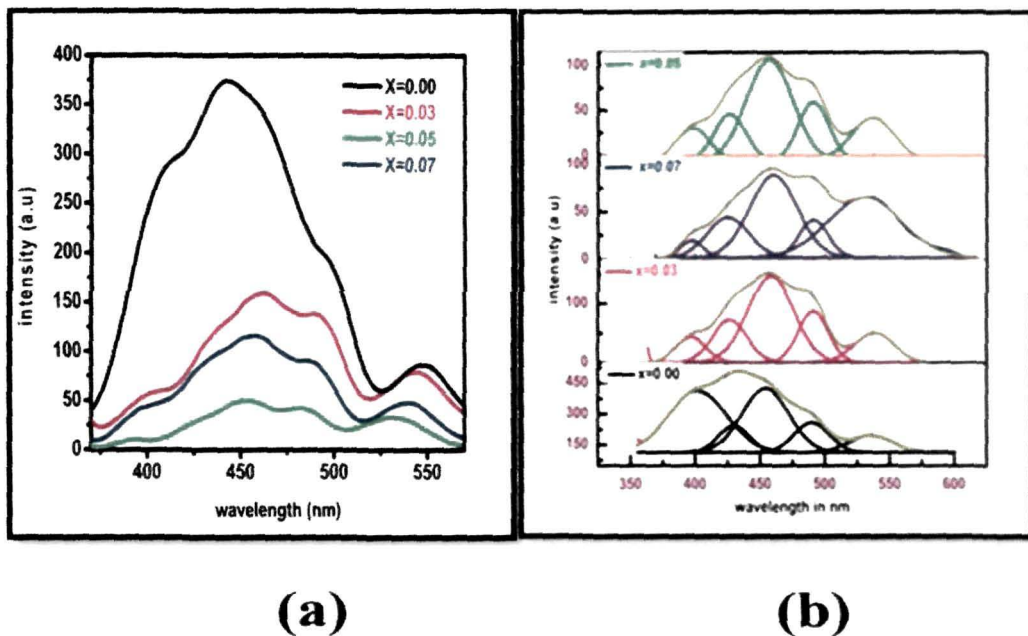 400
350
300
250
200
150
100
50
0
intensity (a.u)
X=0.00
X=0.03
X=0.05
X=0.07
400
450
500
550
wavelength (nm)
(a)
100
50
0
x=0.05
100
50
0
x=0.07
100
0
x=0.03
450
300
150
x=0.00
intensity (a.u)
350
400
450
500
550
600
wavelength in nm
(b)